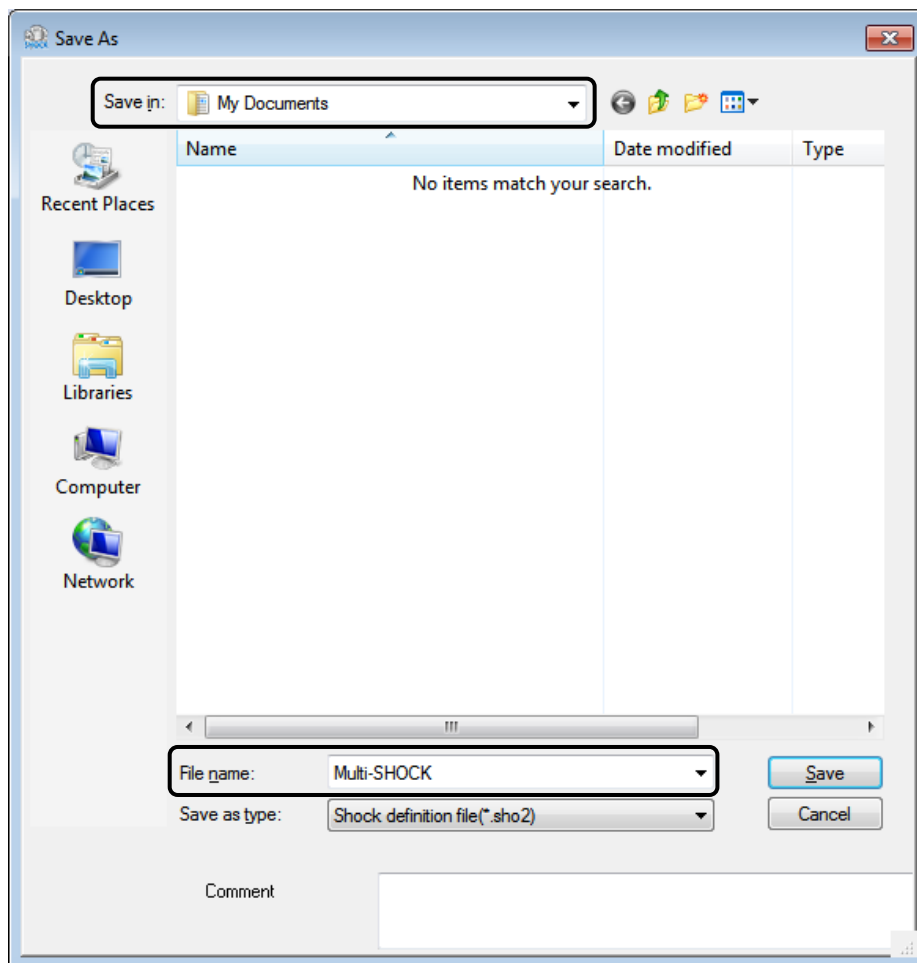 Save As
Save in: My Documents
Name Date modified Type
No items match your search.
Recent Places
Desktop
Libraries
Computer
Network
File name: Multi-SHOCK Save
Save as type: Shock definition file(*.sho2) Cancel
Comment